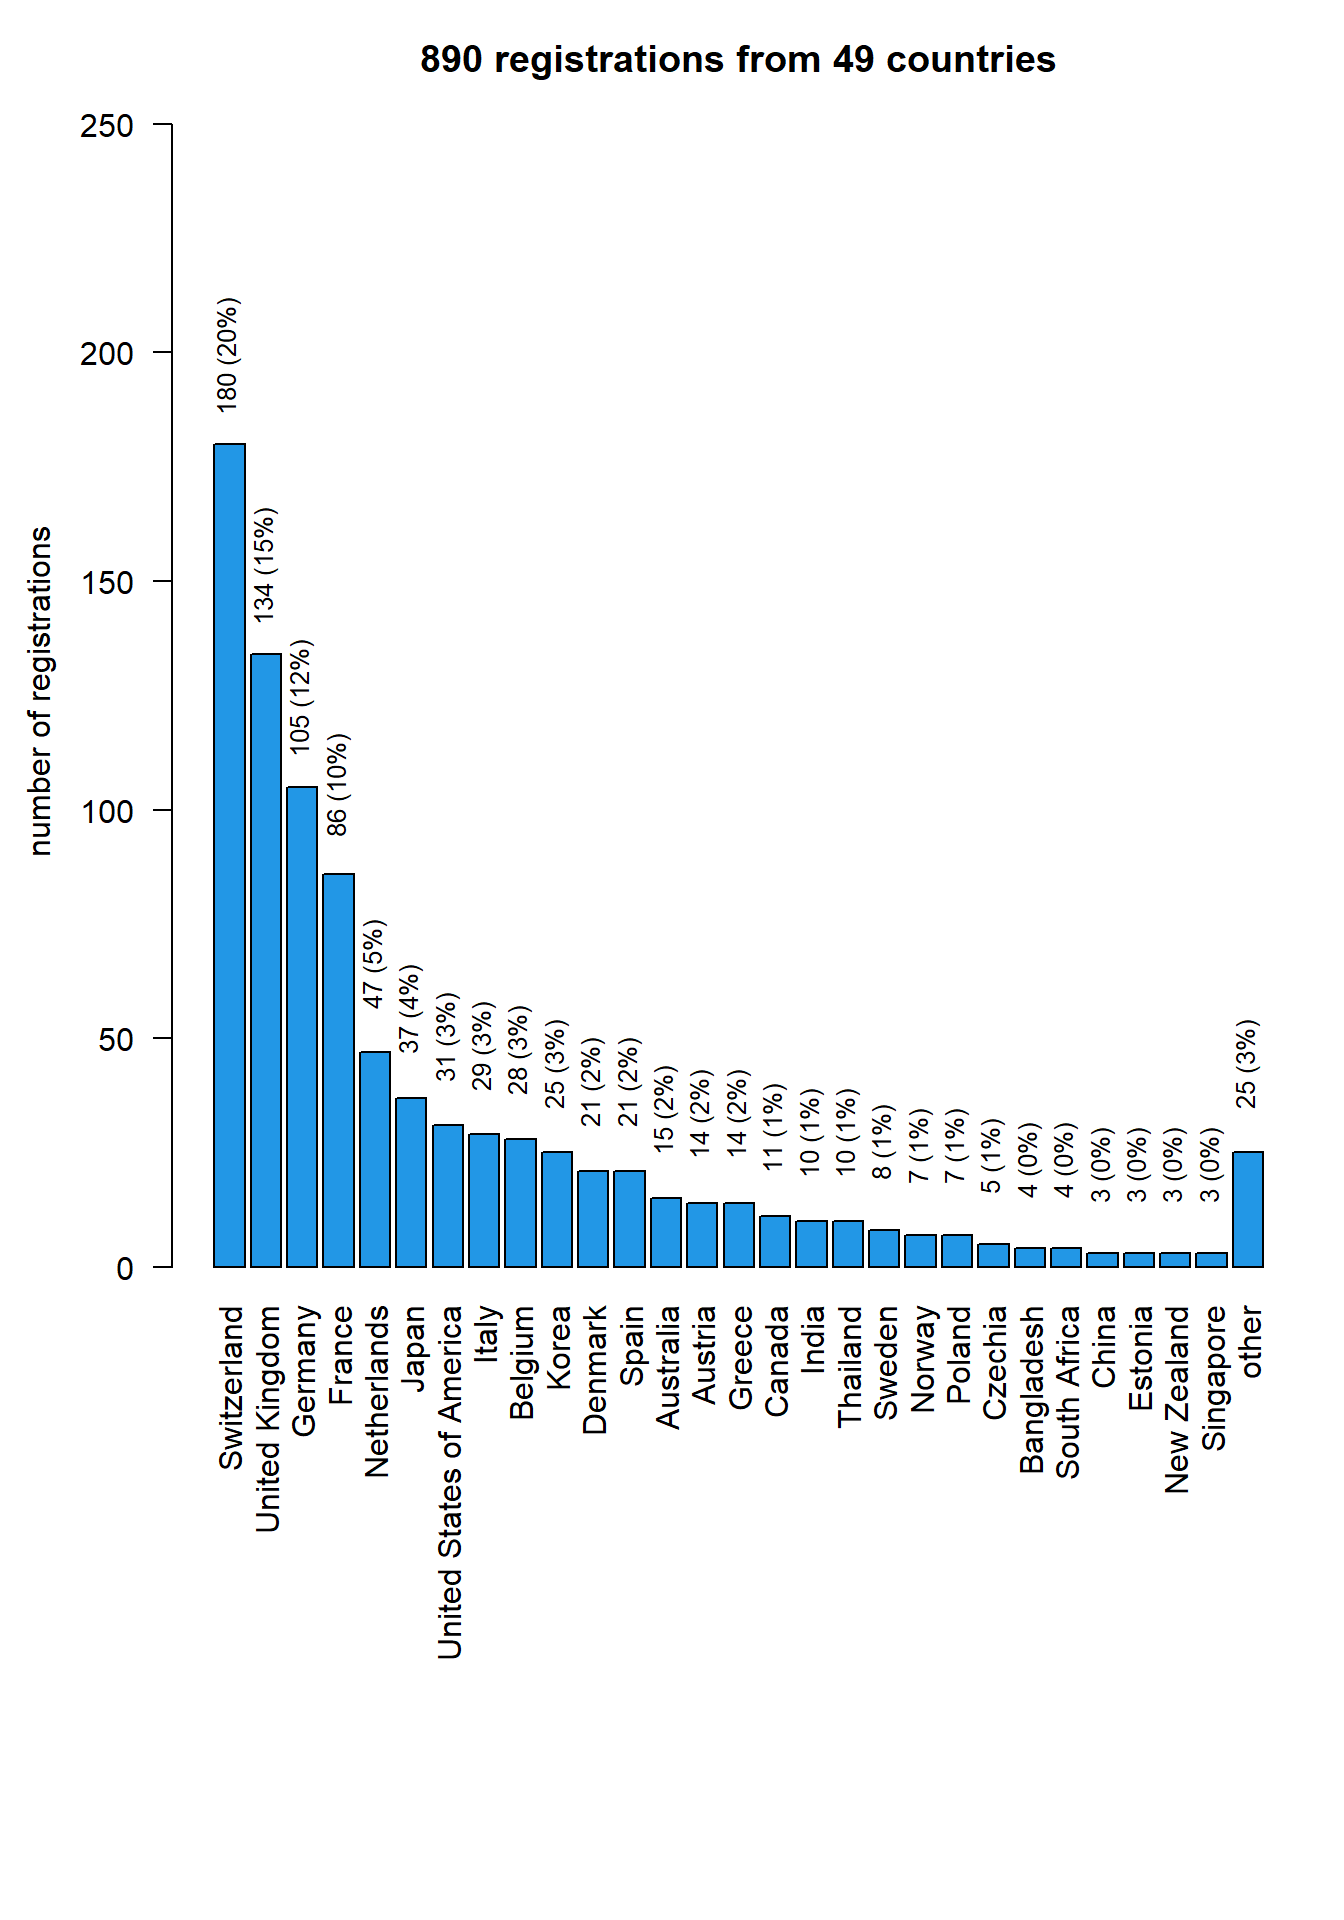 890 registrations from 49 countries
number of registrations
250
200
150
100
50
0
180 (20%)
134 (15%)
105 (12%)
86 (10%)
47 (5%)
37 (4%)
31 (3%)
29 (3%)
28 (3%)
25 (3%)
21 (2%)
21 (2%)
15 (2%)
14 (2%)
14 (2%)
11 (1%)
10 (1%)
10 (1%)
8 (1%)
7 (1%)
7 (1%)
5 (1%)
4 (0%)
4 (0%)
3 (0%)
3 (0%)
3 (0%)
3 (0%)
25 (3%)
Switzerland
United Kingdom
Germany
France
Netherlands
Japan
United States of America
Italy
Belgium
Korea
Denmark
Spain
Australia
Austria
Greece
Canada
India
Thailand
Sweden
Norway
Poland
Czechia
Bangladesh
South Africa
China
Estonia
New Zealand
Singapore
other